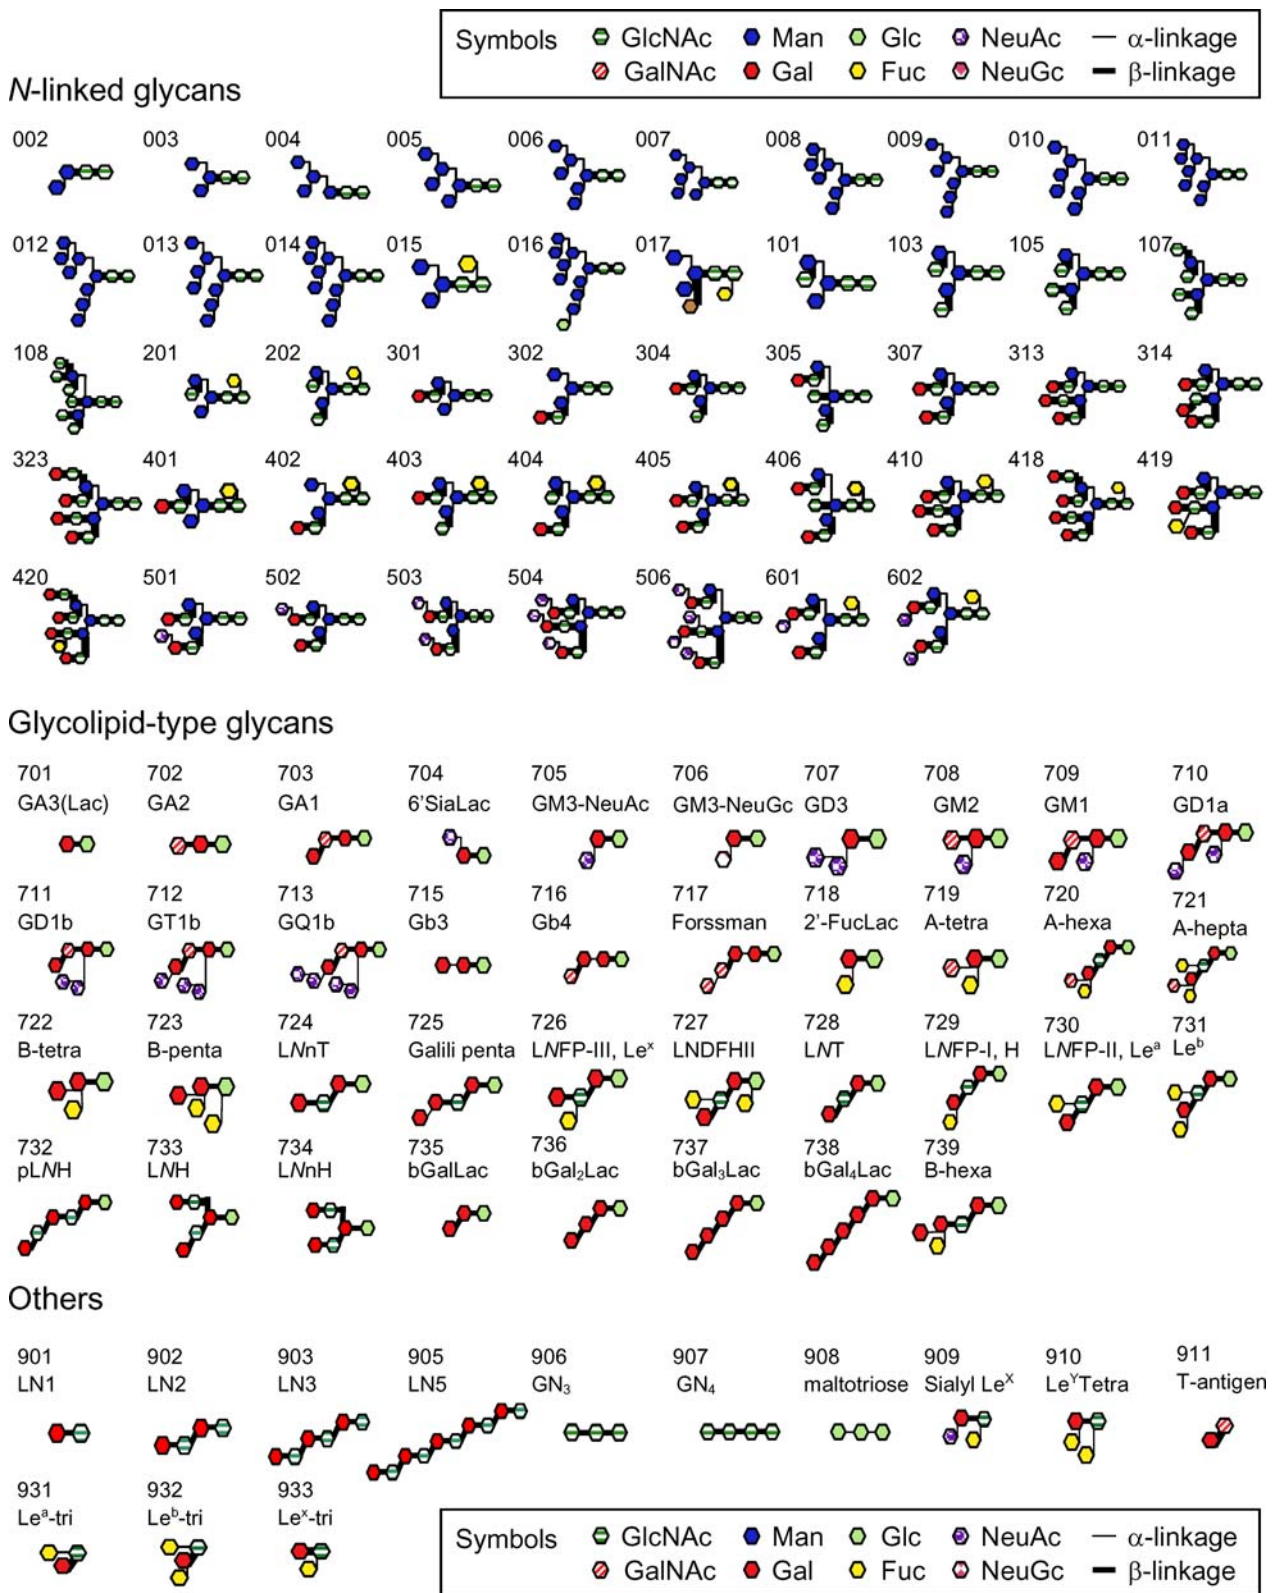 Symbols GlcNAc Man Glc NeuAc α-linkage
GalNAc Gal Fuc NeuGc β-linkage
N-linked glycans
002 003 004 005 006 007 008 009 010 011
012 013 014 015 016 017 101 103 105 107
108 201 202 301 302 304 305 307 313 314
323 401 402 403 404 405 406 410 418 419
420 501 502 503 504 506 601 602
Glycolipid-type glycans
701 702 703 704 705 706 707 708 709 710
GA3(Lac) GA2 GA1 6'SiaLac GM3-NeuAc GM3-NeuGc GD3 GM2 GM1 GD1a
711 712 713 715 716 717 718 719 720 721
GD1b GT1b GQ1b Gb3 Gb4 Forssman 2'-FucLac A-tetra A-hexa A-hepta
722 723 724 725 726 727 728 729 730 731
B-tetra B-penta LNnT Galili penta LNFP-III, Leˣ LNDFHII LNT LNFP-I, H LNFP-II, Leᵃ Leᵇ
732 733 734 735 736 737 738 739
pLNH LNH LNnH bGalLac bGal₂Lac bGal₃Lac bGal₄Lac B-hexa
Others
901 902 903 905 906 907 908 909 910 911
LN1 LN2 LN3 LN5 GN₃ GN₄ maltotriose Sialyl Leˣ LeʸTetra T-antigen
931 932 933
Leᵃ-tri Leᵇ-tri Leˣ-tri
Symbols GlcNAc Man Glc NeuAc α-linkage
GalNAc Gal Fuc NeuGc β-linkage